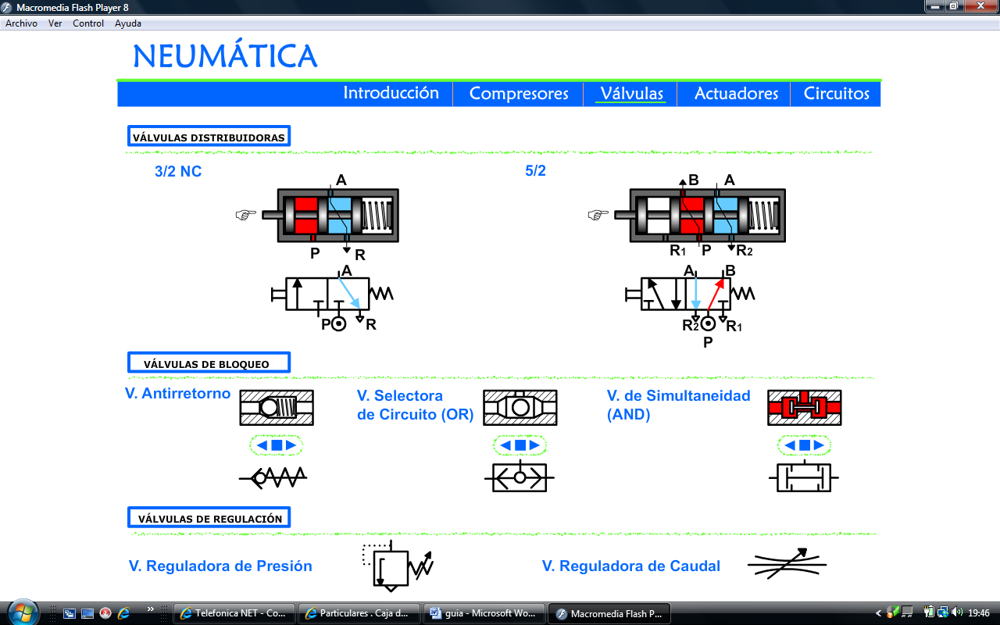 Macromedia Flash Player 8
Archivo Ver Control Ayuda
NEUMÁTICA
Introducción Compresores Válvulas Actuadores Circuitos
VÁLVULAS DISTRIBUIDORAS
3/2 NC
5/2
A
B A
P R
R1 P R2
A
A B
P R
R2 R1
P
VÁLVULAS DE BLOQUEO
V. Antirretorno
V. Selectora
de Circuito (OR)
V. de Simultaneidad
(AND)
VÁLVULAS DE REGULACIÓN
V. Reguladora de Presión
V. Reguladora de Caudal
Telefonica NET - Co...
Particulares . Caja d...
guia - Microsoft Wo...
Macromedia Flash P...
19:46